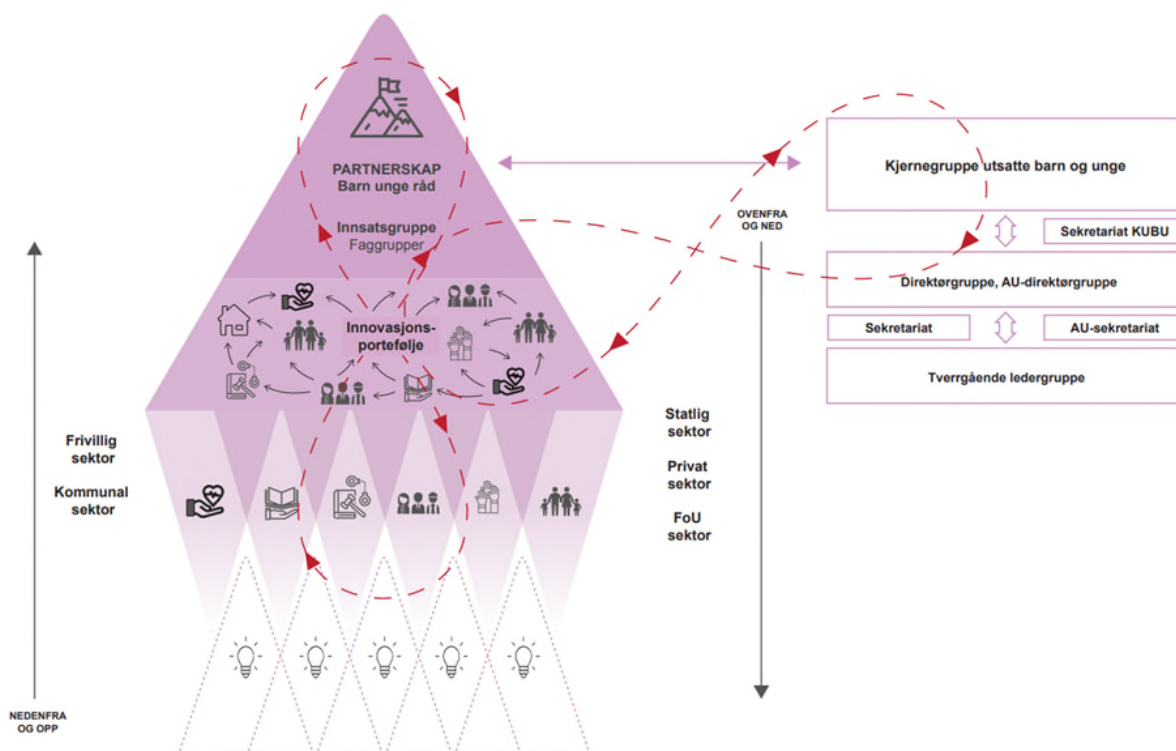 PARTNERSKAP
Barn unge råd
Innsatsgruppe
Faggrupper
Innovasjons-
portefølje
Frivillig
sektor
Kommunal
sektor
NEDENFRA
OG OPP
Statlig
sektor
Privat
sektor
FoU
sektor
OVENFRA
OG NED
Kjernegruppe utsatte barn og unge
Sekretariat KUBU
Direktørgruppe, AU-direktørgruppe
Sekretariat
AU-sekretariat
Tverrgående ledergruppe